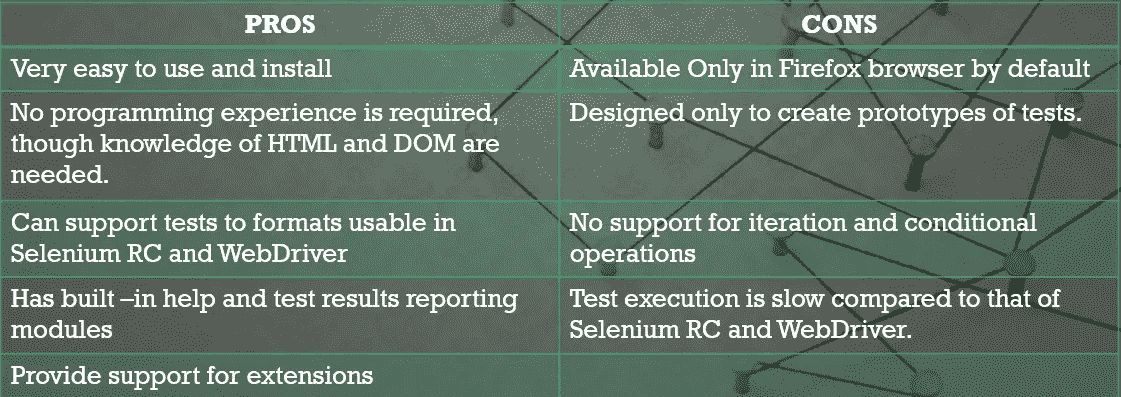 PROS
CONS
Very easy to use and install
Available Only in Firefox browser by default
No programming experience is required,
though knowledge of HTML and DOM are
needed.
Designed only to create prototypes of tests.
Can support tests to formats usable in
Selenium RC and WebDriver
No support for iteration and conditional
operations
Has built –in help and test results reporting
modules
Test execution is slow compared to that of
Selenium RC and WebDriver.
Provide support for extensions